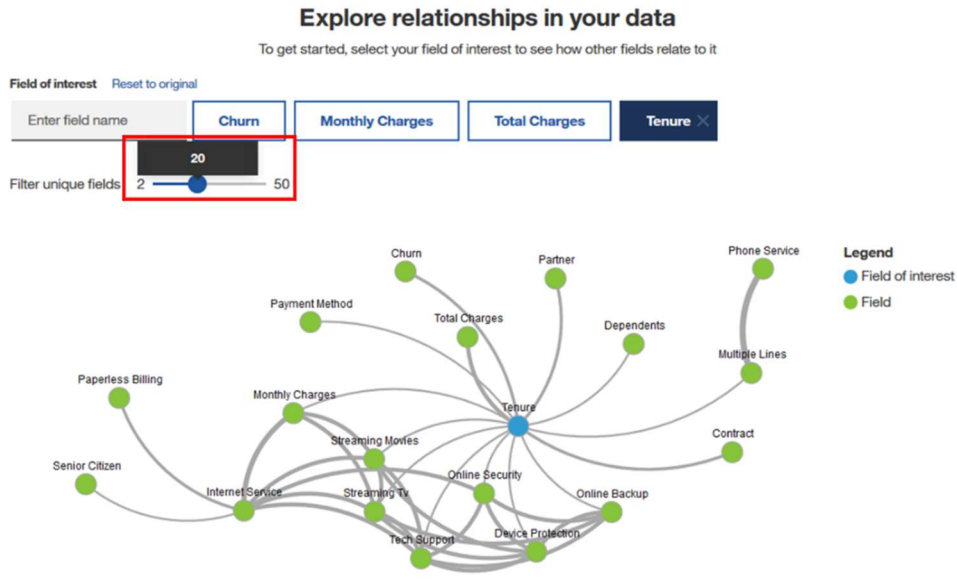 Explore relationships in your data
To get started, select your field of interest to see how other fields relate to it
Field of interest Reset to original
Enter field name Churn Monthly Charges Total Charges Tenure ×
20
Filter unique fields 2 50
Churn
Partner
Phone Service
Legend
Field of interest
Field
Payment Method
Total Charges
Dependents
Multiple Lines
Paperless Billing
Monthly Charges
Tenure
Streaming Movies
Contract
Senior Citizen
Internet Service
Streaming Tv
Online Security
Online Backup
Tech Support
Device Protection